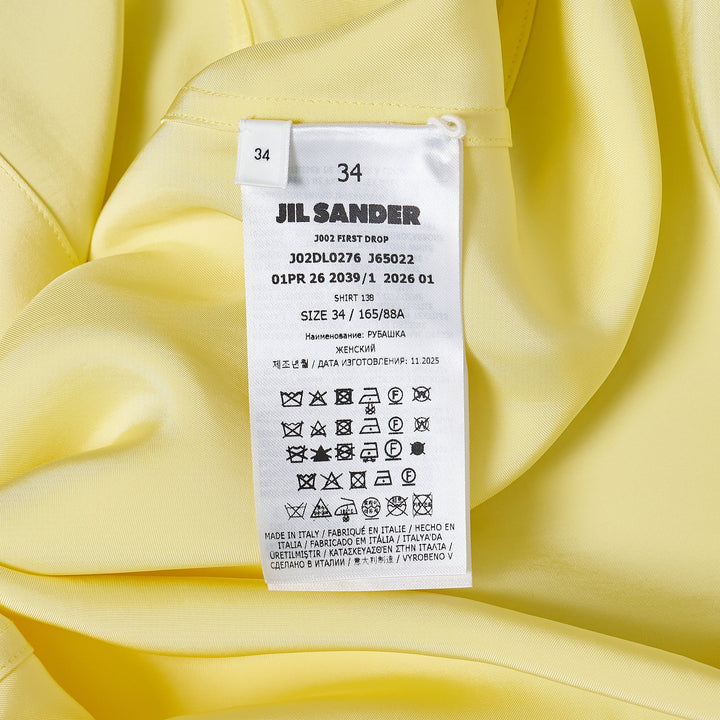 34
34
JIL SANDER
J002 FIRST DROP
J02DL0276 J65022
01PR 26 2039/1 2026 01
SHIRT 138
SIZE 34 / 165/88A
Наименование: РУБАШКА
ЖЕНСКИЙ
제조년월 / ДАТА ИЗГОТОВЛЕНИЯ: 11.2025
MADE IN ITALY / FABRIQUÉ EN ITALIE / HECHO EN
ITALIA / FABRICADO EM ITÁLIA / ITALYA'DA
ÜRETILMIŞTIR / ΚΑΤΑΣΚΕΥΑΣΘΕΝ ΣΤΗΝ ΙΤΑΛΙΑ /
СДЕЛАНО В ИТАЛИИ / 意大利制造 / VYROBENO V